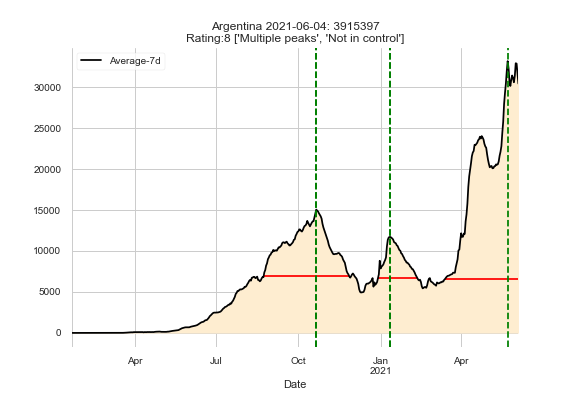 Argentina 2021-06-04: 3915397
Rating:8 ['Multiple peaks', 'Not in control']
Average-7d
30000
25000
20000
15000
10000
5000
0
Apr
Jul
Oct
Jan
2021
Apr
Date